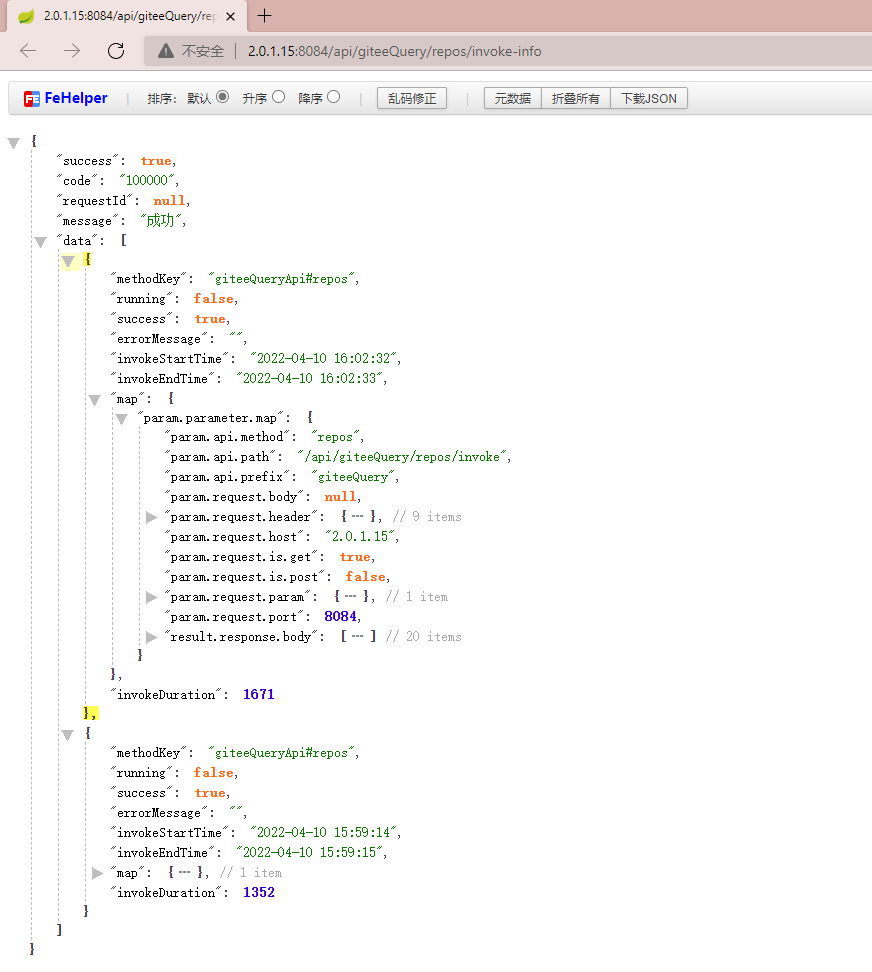 2.0.1.15:8084/api/giteeQuery/rep
不安全 2.0.1.15:8084/api/giteeQuery/repos/invoke-info
FeHelper 排序: 默认 升序 降序 乱码修正 元数据 折叠所有 下载JSON
{
"success": true,
"code": "100000",
"requestId": null,
"message": "成功",
"data": [
{
"methodKey": "giteeQueryApi#repos",
"running": false,
"success": true,
"errorMessage": "",
"invokeStartTime": "2022-04-10 16:02:32",
"invokeEndTime": "2022-04-10 16:02:33",
"map": {
"param.parameter.map": {
"param.api.method": "repos",
"param.api.path": "/api/giteeQuery/repos/invoke",
"param.api.prefix": "giteeQuery",
"param.request.body": null,
"param.request.header": { ... }, // 9 items
"param.request.host": "2.0.1.15",
"param.request.is.get": true,
"param.request.is.post": false,
"param.request.param": { ... }, // 1 item
"param.request.port": 8084,
"result.response.body": [ ... ] // 20 items
}
},
"invokeDuration": 1671
},
{
"methodKey": "giteeQueryApi#repos",
"running": false,
"success": true,
"errorMessage": "",
"invokeStartTime": "2022-04-10 15:59:14",
"invokeEndTime": "2022-04-10 15:59:15",
"map": { ... }, // 1 item
"invokeDuration": 1352
}
]
}